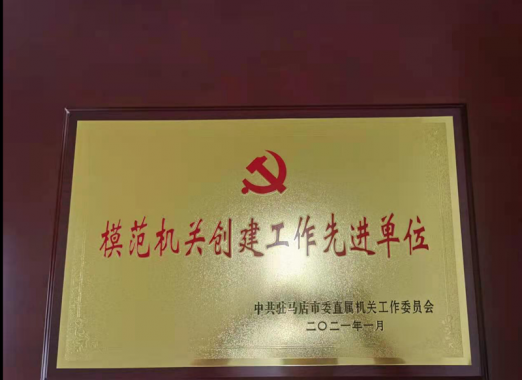 模范机关创建工作先进单位
中共驻马店市委直属机关工作委员会
二〇二一年一月